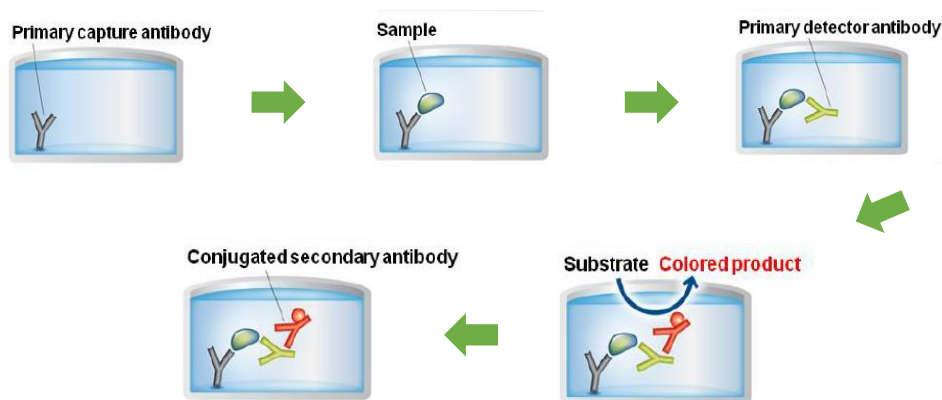 Primary capture antibody
Sample
Primary detector antibody
Conjugated secondary antibody
Substrate Colored product